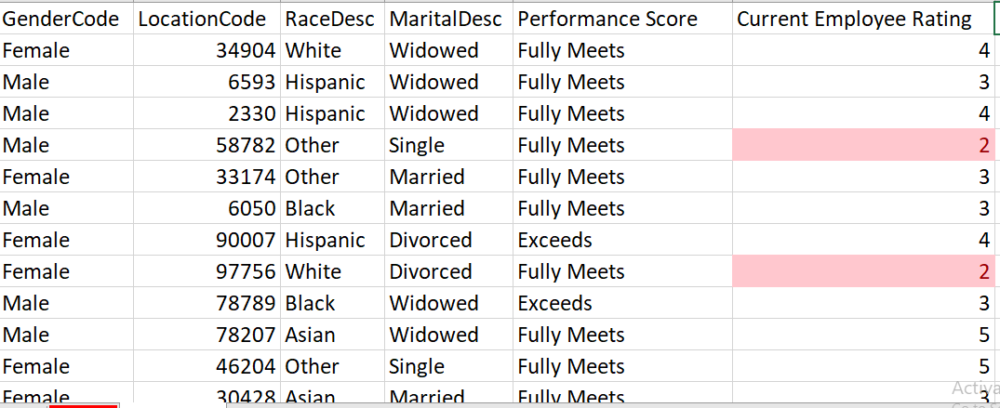 GenderCode LocationCode RaceDesc MaritalDesc Performance Score Current Employee Rating
Female 34904 White Widowed Fully Meets 4
Male 6593 Hispanic Widowed Fully Meets 3
Male 2330 Hispanic Widowed Fully Meets 4
Male 58782 Other Single Fully Meets 2
Female 33174 Other Married Fully Meets 3
Male 6050 Black Married Fully Meets 3
Female 90007 Hispanic Divorced Exceeds 4
Female 97756 White Divorced Fully Meets 2
Male 78789 Black Widowed Exceeds 3
Male 78207 Asian Widowed Fully Meets 5
Female 46204 Other Single Fully Meets 5
Female 30428 Asian Married Fully Meets 3
Activa